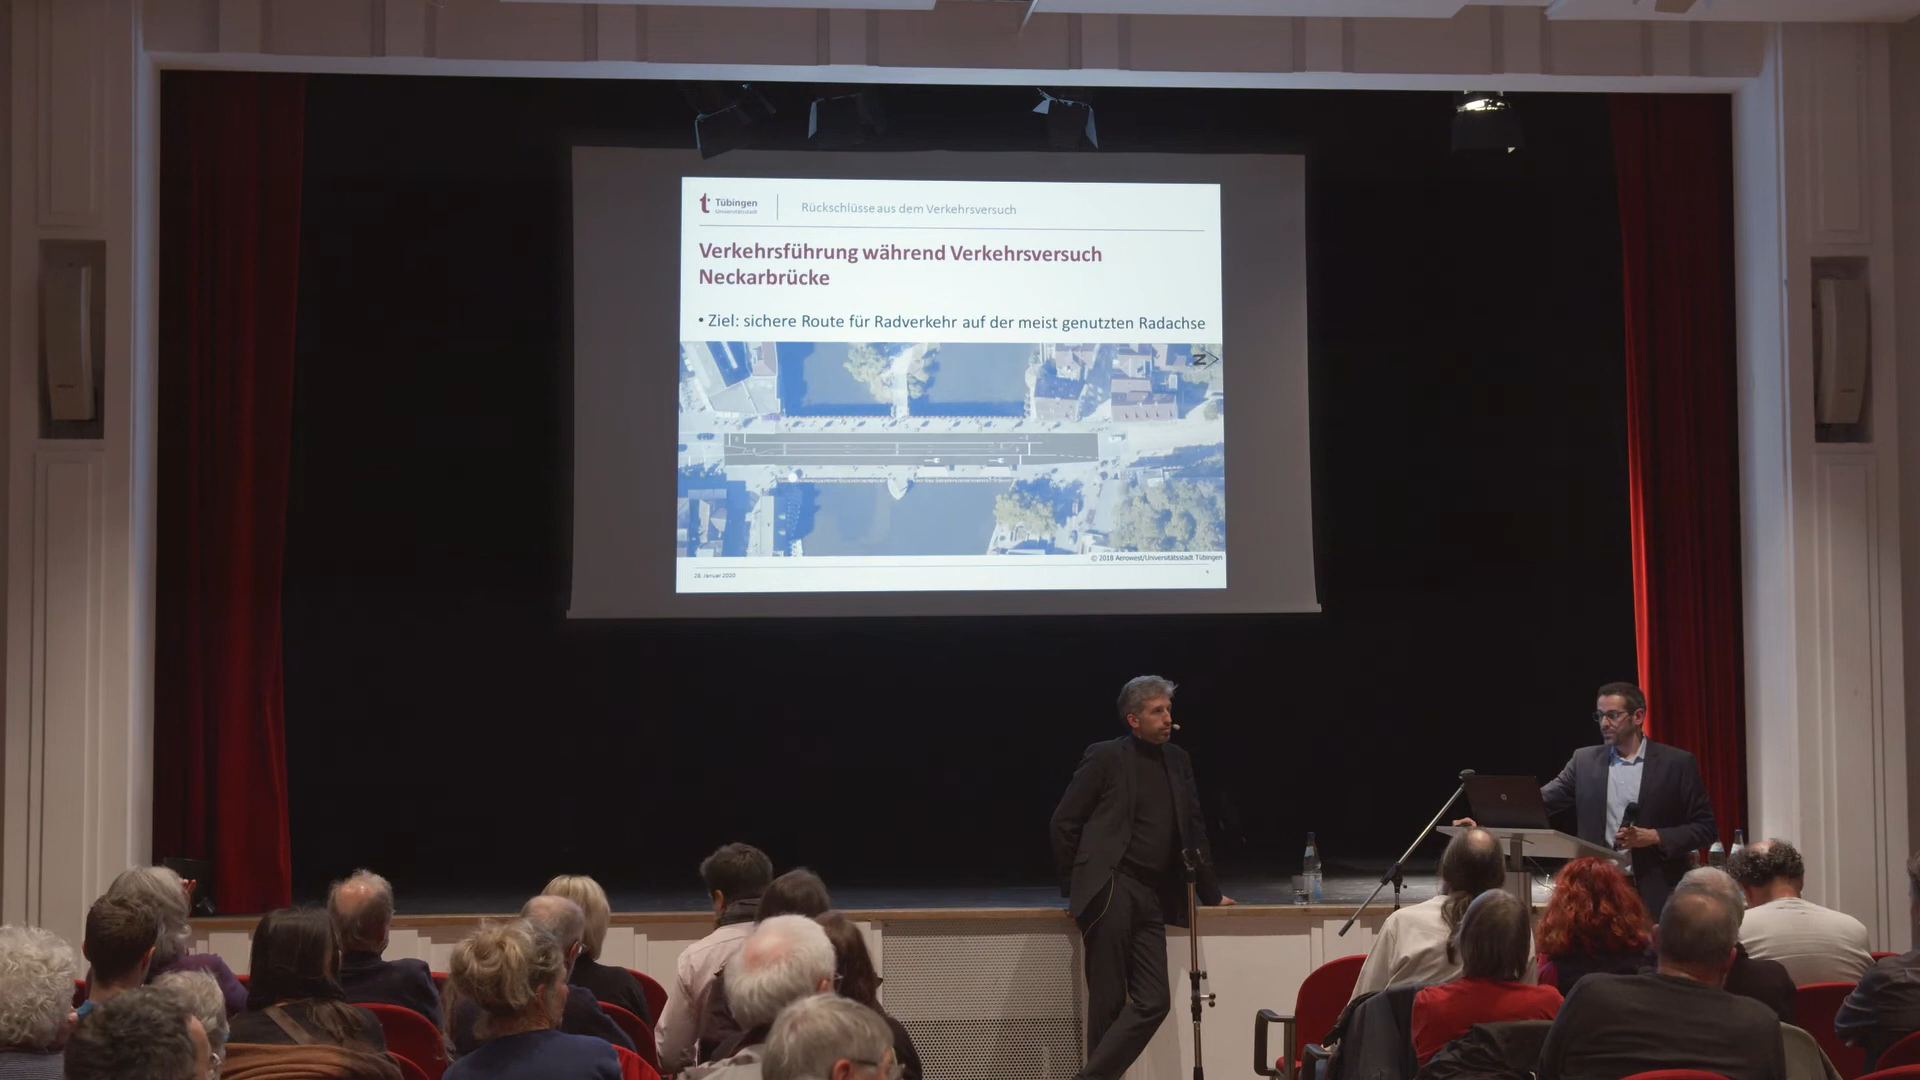 Tübingen
Universitätsstadt
Rückschlüsse aus dem Verkehrsversuch
Verkehrsführung während Verkehrsversuch
Neckarbrücke
• Ziel: sichere Route für Radverkehr auf der meist genutzten Radachse
N
© 2018 Aerowest/Universitätsstadt Tübingen
28. Januar 2020